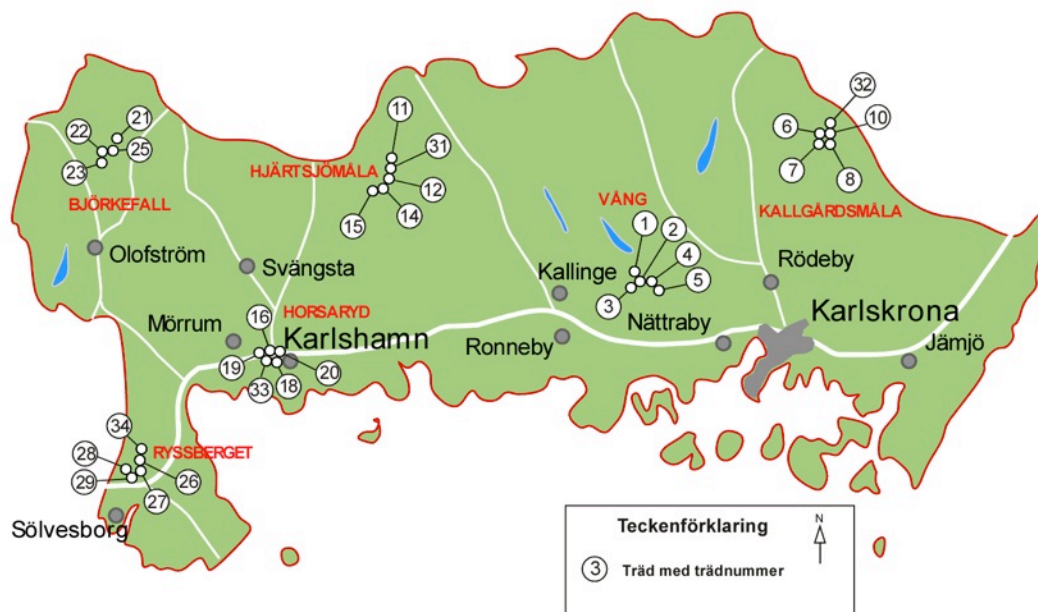 32
11
10
21
6
22
31
25
HJÄRTSJÖMÅLA
23
12
7
8
BJÖRKEFALL
15
14
VÅNG
KALLGÅRDSMÅLA
1
2
Olofström
Svängsta
4
Kallinge
5
Rödeby
3
HORSARYD
16
Mörrum
Karlshamn
Ronneby
Nättraby
Karlskrona
Jämjö
19
33
18
20
34
28
RYSSBERGET
29
27
26
Sölvesborg
Teckenförklaring
N
3 Träd med trädnummer